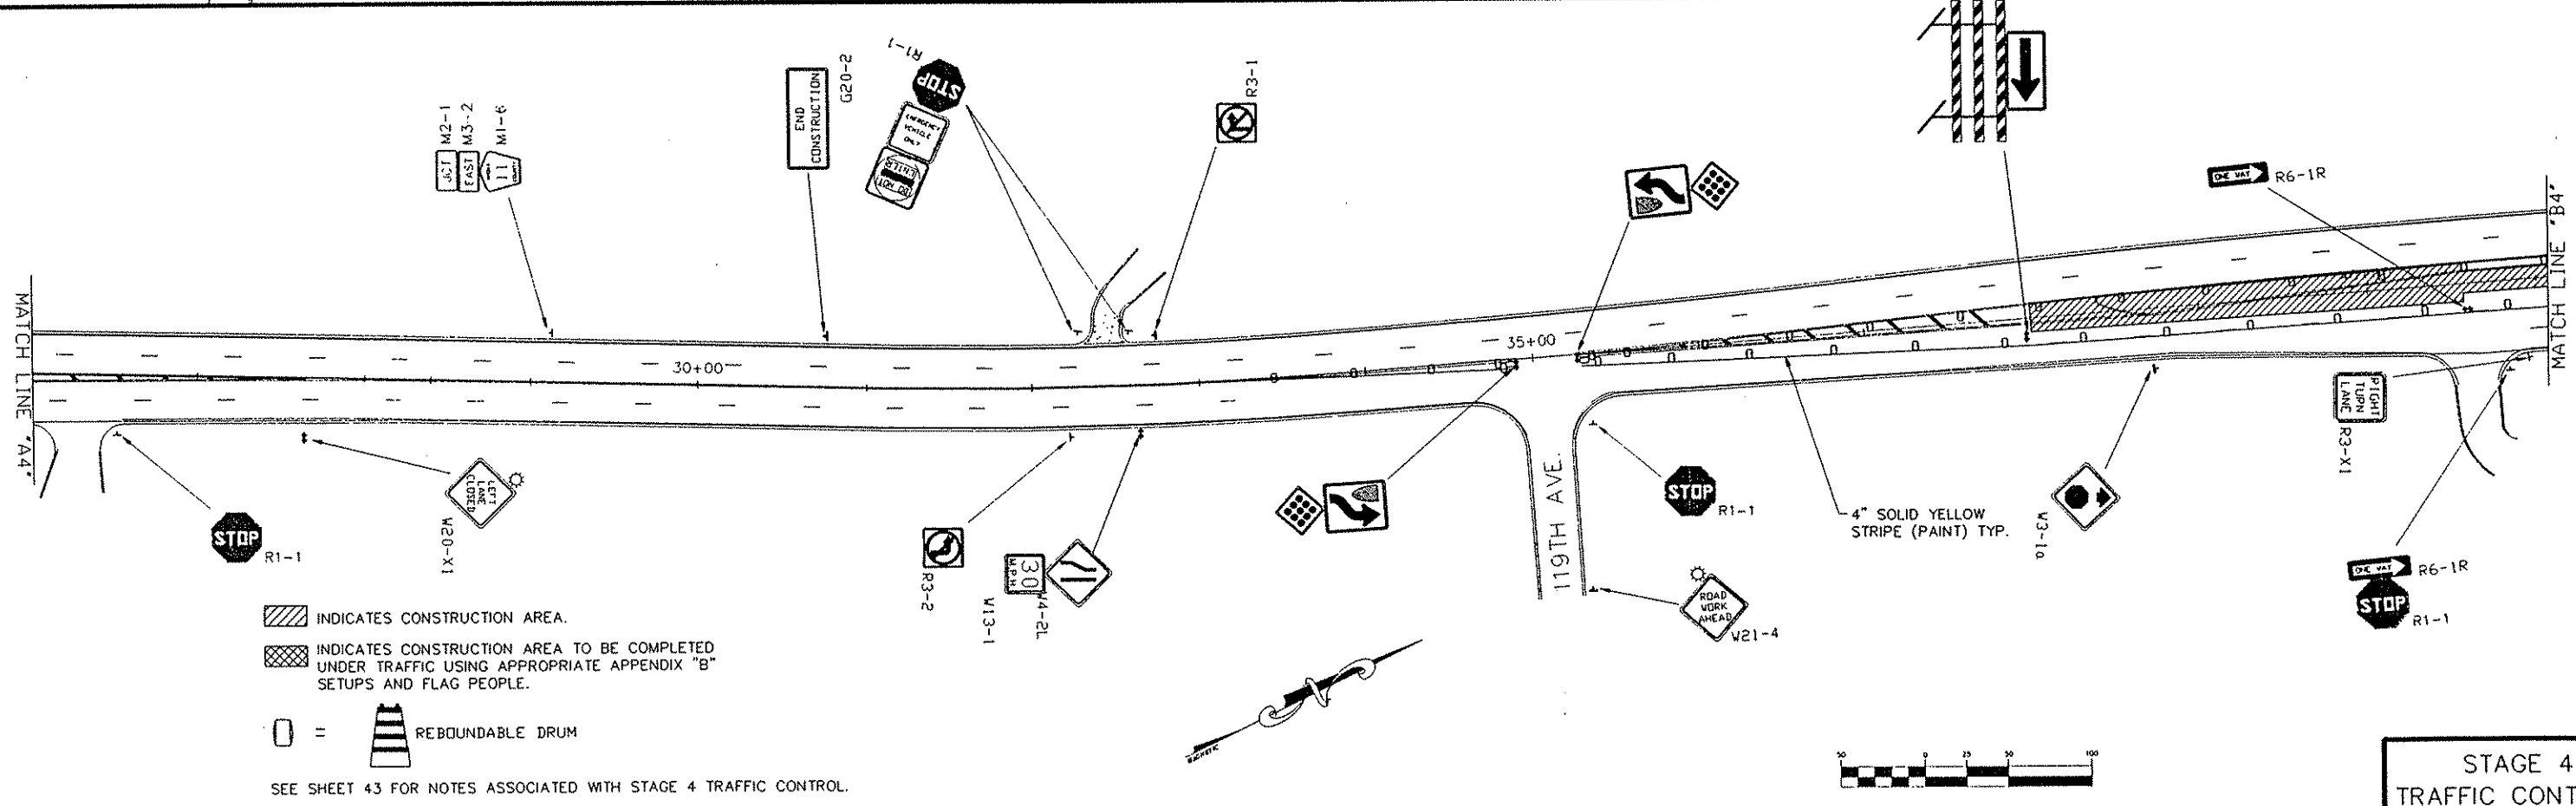 R1-1
STOP
EMERGENCY
VEHICLE
ONLY
DO NOT
ENTER
END
CONSTRUCTION
G20-2
R3-1
M2-1
M3-2
M1-6
JCT
EAST
11
ONE WAY
R6-1R
MATCH LINE "B4"
MATCH LINE "A4"
30+00
35+00
RIGHT
TURN
LANE
R3-X1
LEFT
LANE
CLOSED
W20-X1
STOP
R1-1
R3-2
30
MPH
W13-1
W4-2L
119TH AVE.
STOP
R1-1
4" SOLID YELLOW
STRIPE (PAINT) TYP.
W3-1a
ONE WAY
R6-1R
STOP
R1-1
ROAD
WORK
AHEAD
W21-4
INDICATES CONSTRUCTION AREA.
INDICATES CONSTRUCTION AREA TO BE COMPLETED
UNDER TRAFFIC USING APPROPRIATE APPENDIX "B"
SETUPS AND FLAG PEOPLE.
= REBOUNDABLE DRUM
SEE SHEET 43 FOR NOTES ASSOCIATED WITH STAGE 4 TRAFFIC CONTROL.
MAGNETIC
50 0 25 50 100
STAGE 4
TRAFFIC CONT